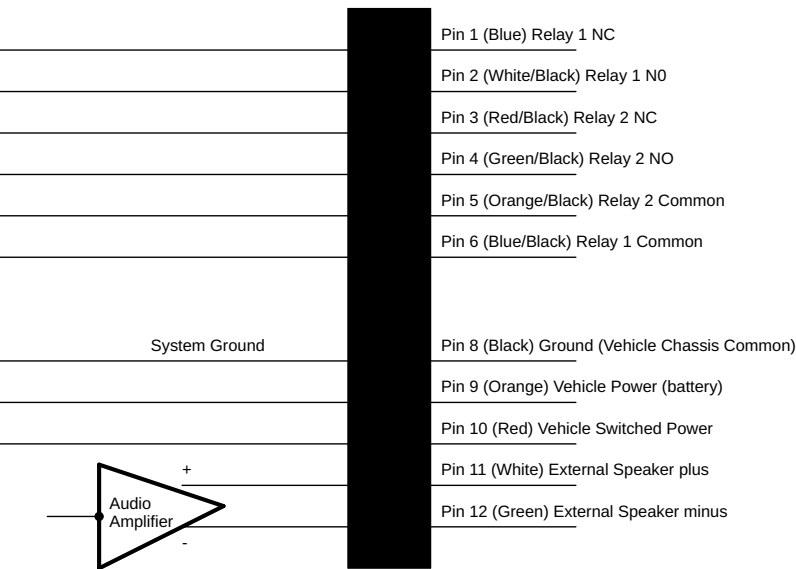 Pin 1 (Blue) Relay 1 NC
Pin 2 (White/Black) Relay 1 N0
Pin 3 (Red/Black) Relay 2 NC
Pin 4 (Green/Black) Relay 2 NO
Pin 5 (Orange/Black) Relay 2 Common
Pin 6 (Blue/Black) Relay 1 Common
System Ground
Pin 8 (Black) Ground (Vehicle Chassis Common)
Pin 9 (Orange) Vehicle Power (battery)
Pin 10 (Red) Vehicle Switched Power
+
Pin 11 (White) External Speaker plus
Audio
Amplifier
Pin 12 (Green) External Speaker minus
-